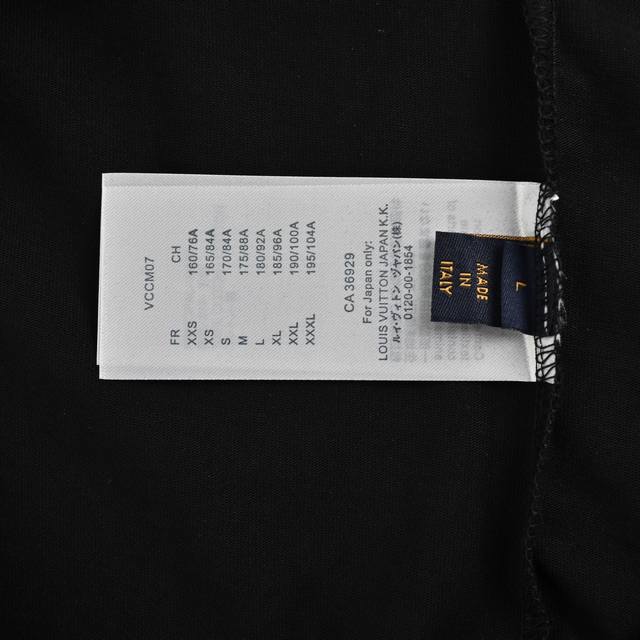 VCCM07
FR CH
XXS 160/76A
XS 165/84A
S 170/84A
M 175/88A
L 180/92A
XL 185/96A
XXL 190/100A
XXXL 195/104A
CA 36929
For Japan only:
LOUIS VUITTON JAPAN K.K.
ルイ・ヴィトン ジャパン(株)
0120-00-1854
MADE
IN
ITALY
L